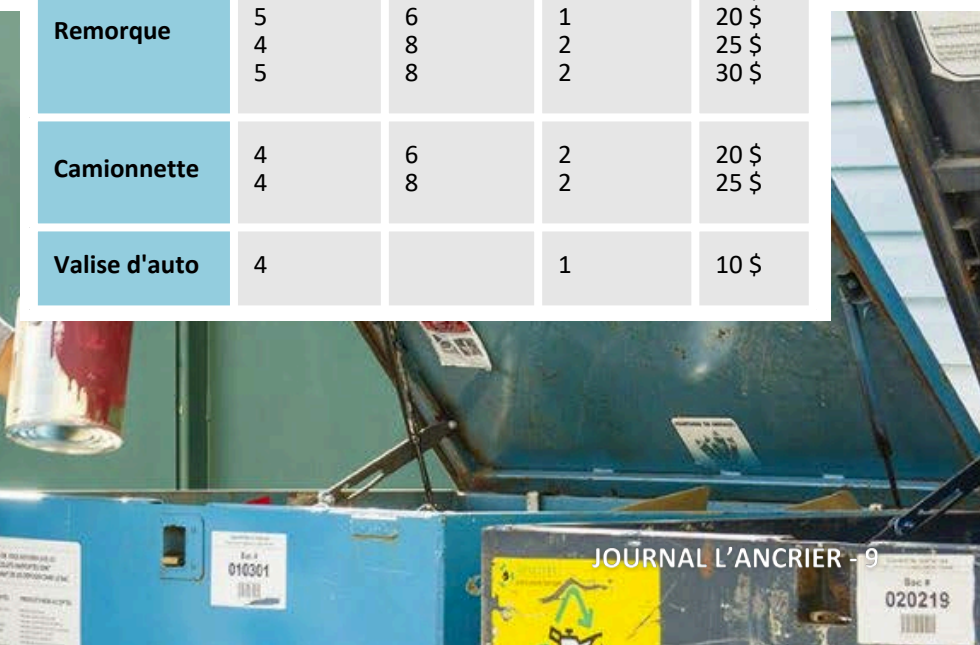 Remorque 5 6 1 20 $
4 8 2 25 $
5 8 2 30 $
Camionnette 4 6 2 20 $
4 8 2 25 $
Valise d'auto 4 1 10 $
Bac #
010301
JOURNAL L'ANCRIER - 9
Bac #
020219